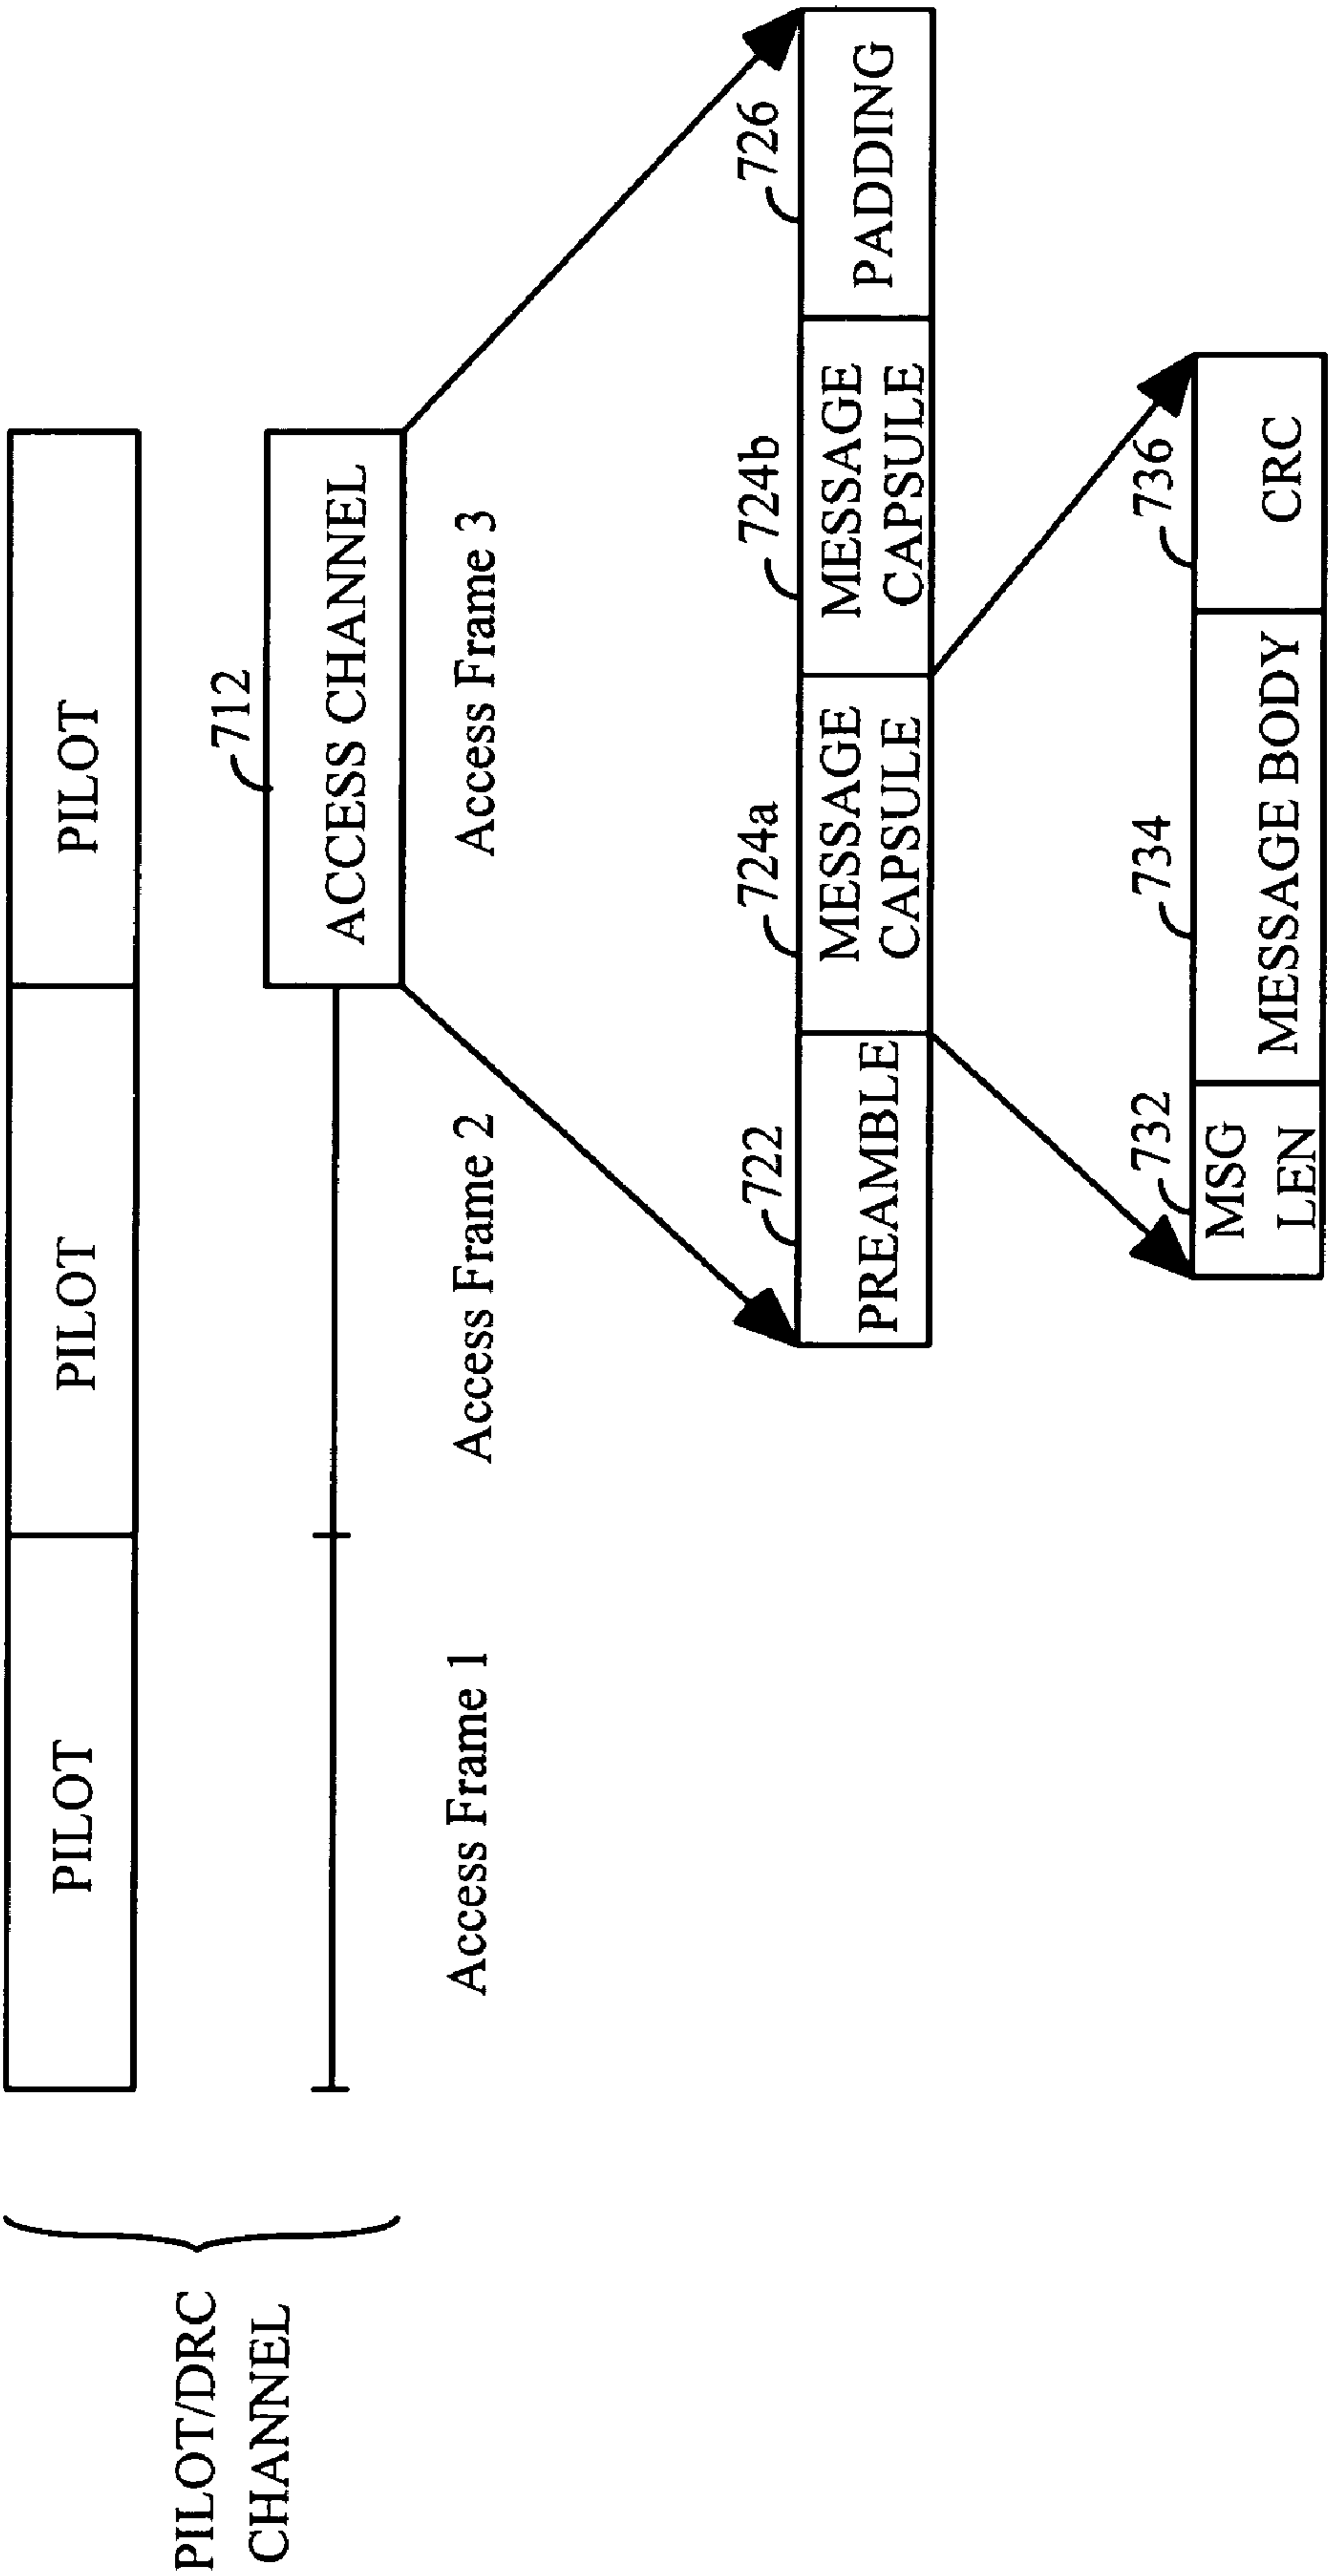 PILOT/DRC
CHANNEL
PILOT
PILOT
PILOT
712
ACCESS CHANNEL
Access Frame 1
Access Frame 2
Access Frame 3
722
724a
724b
726
PREAMBLE
MESSAGE
CAPSULE
MESSAGE
CAPSULE
PADDING
732
734
736
MSG
LEN
MESSAGE BODY
CRC